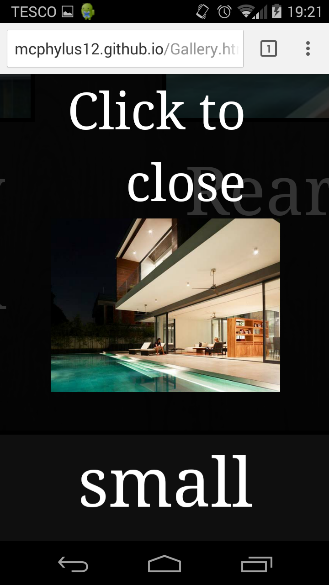 TESCO 19:21
mcphylus12.github.io/Gallery.ht
1
Click to
close
Rear
small